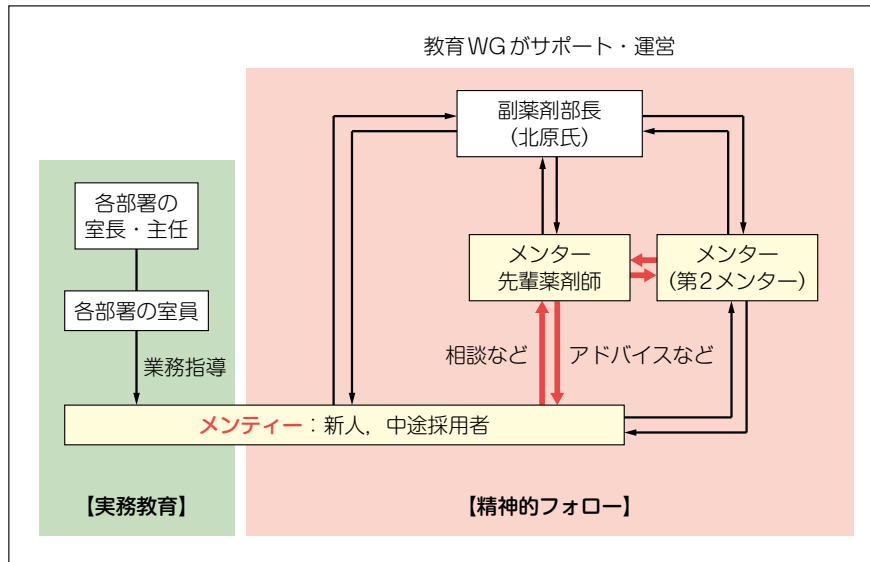 教育WGがサポート・運営
副薬剤部長
（北原氏）
各部署の
室長・主任
メンター
先輩薬剤師
メンター
（第2メンター）
各部署の室員
業務指導
相談など
アドバイスなど
メンティー：新人，中途採用者
【実務教育】
【精神的フォロー】